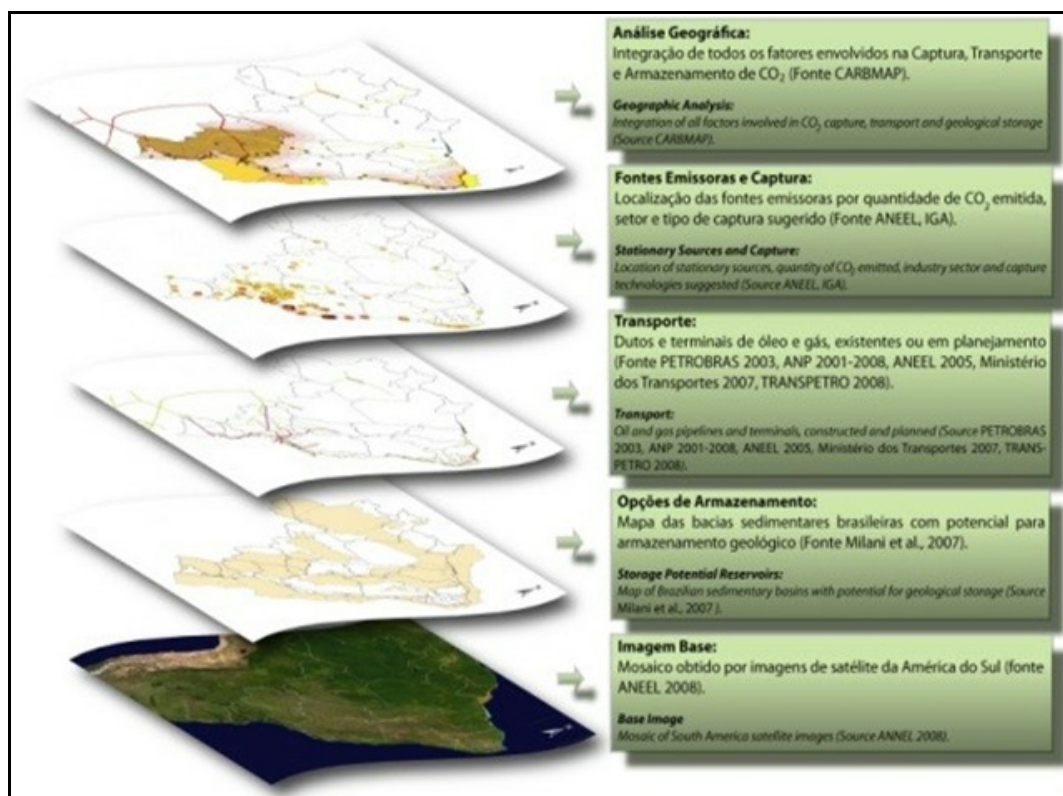 Análise Geográfica:
Integração de todos os fatores envolvidos na Captura, Transporte
e Armazenamento de CO₂ (Fonte CARBMAP).
Geographic Analysis:
Integration of all factors involved in CO₂ capture, transport and geological storage
(Source CARBMAP).
Fontes Emissoras e Captura:
Localização das fontes emissoras por quantidade de CO₂ emitida,
setor e tipo de captura sugerido (Fonte ANEEL, IGA).
Stationary Sources and Capture:
Location of stationary sources, quantity of CO₂ emitted, industry sector and capture
technologies suggested (Source ANEEL, IGA).
Transporte:
Dutos e terminais de óleo e gás, existentes ou em planejamento
(Fonte PETROBRAS 2003, ANP 2001-2008, ANEEL 2005, Ministério
dos Transportes 2007, TRANSPETRO 2008).
Transport:
Oil and gas pipelines and terminals, constructed and planned (Source PETROBRAS
2003, ANP 2001-2008, ANEEL 2005, Ministério dos Transportes 2007, TRANS-
PETRO 2008).
Opções de Armazenamento:
Mapa das bacias sedimentares brasileiras com potencial para
armazenamento geológico (Fonte Milani et al., 2007).
Storage Potential Reservoirs:
Map of Brazilian sedimentary basins with potential for geological storage (Source
Milani et al., 2007 ).
Imagem Base:
Mosaico obtido por imagens de satélite da América do Sul (fonte
ANEEL 2008).
Base Image
Mosaic of South America satellite images (Source ANNEL 2008).